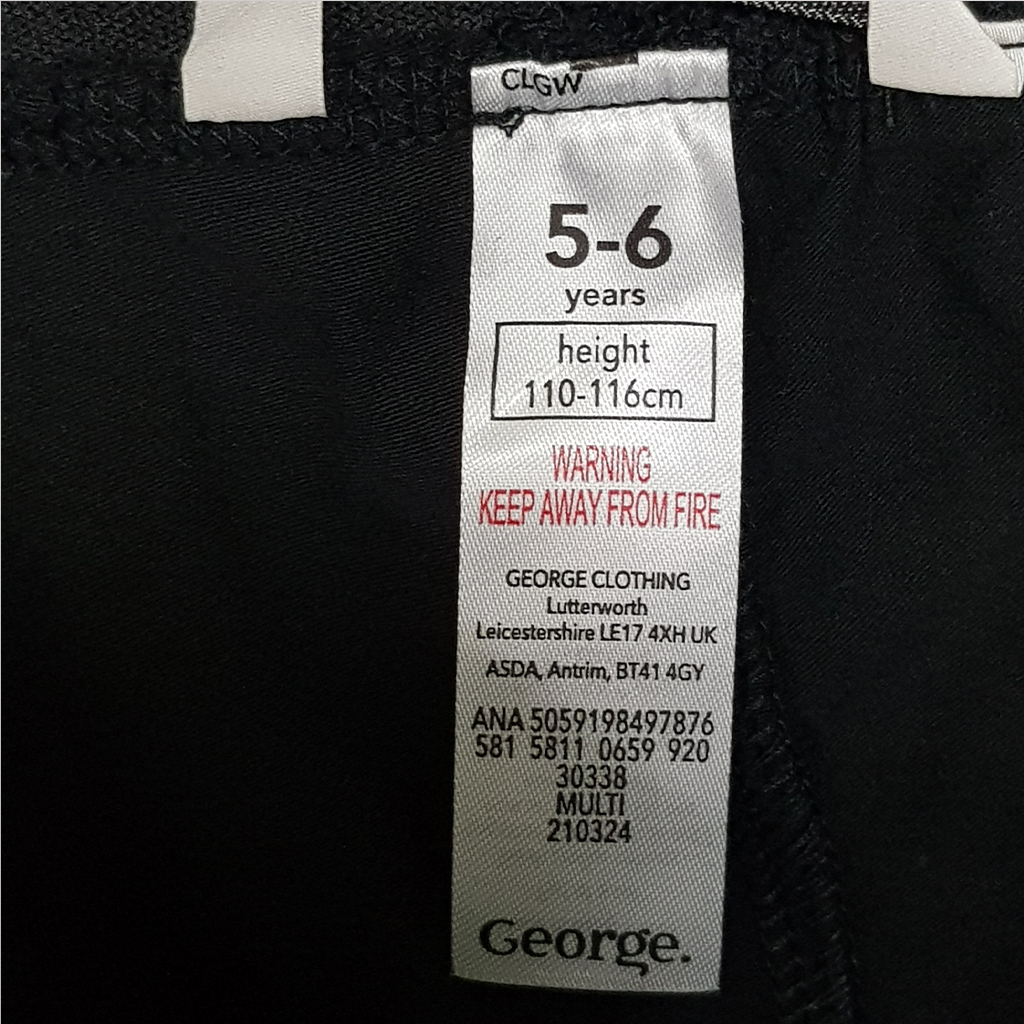 CLGW
5-6
years
height
110-116cm
WARNING
KEEP AWAY FROM FIRE
GEORGE CLOTHING
Lutterworth
Leicestershire LE17 4XH UK
ASDA, Antrim, BT41 4GY
ANA 5059198497876
581 5811 0659 920
30338
MULTI
210324
George.